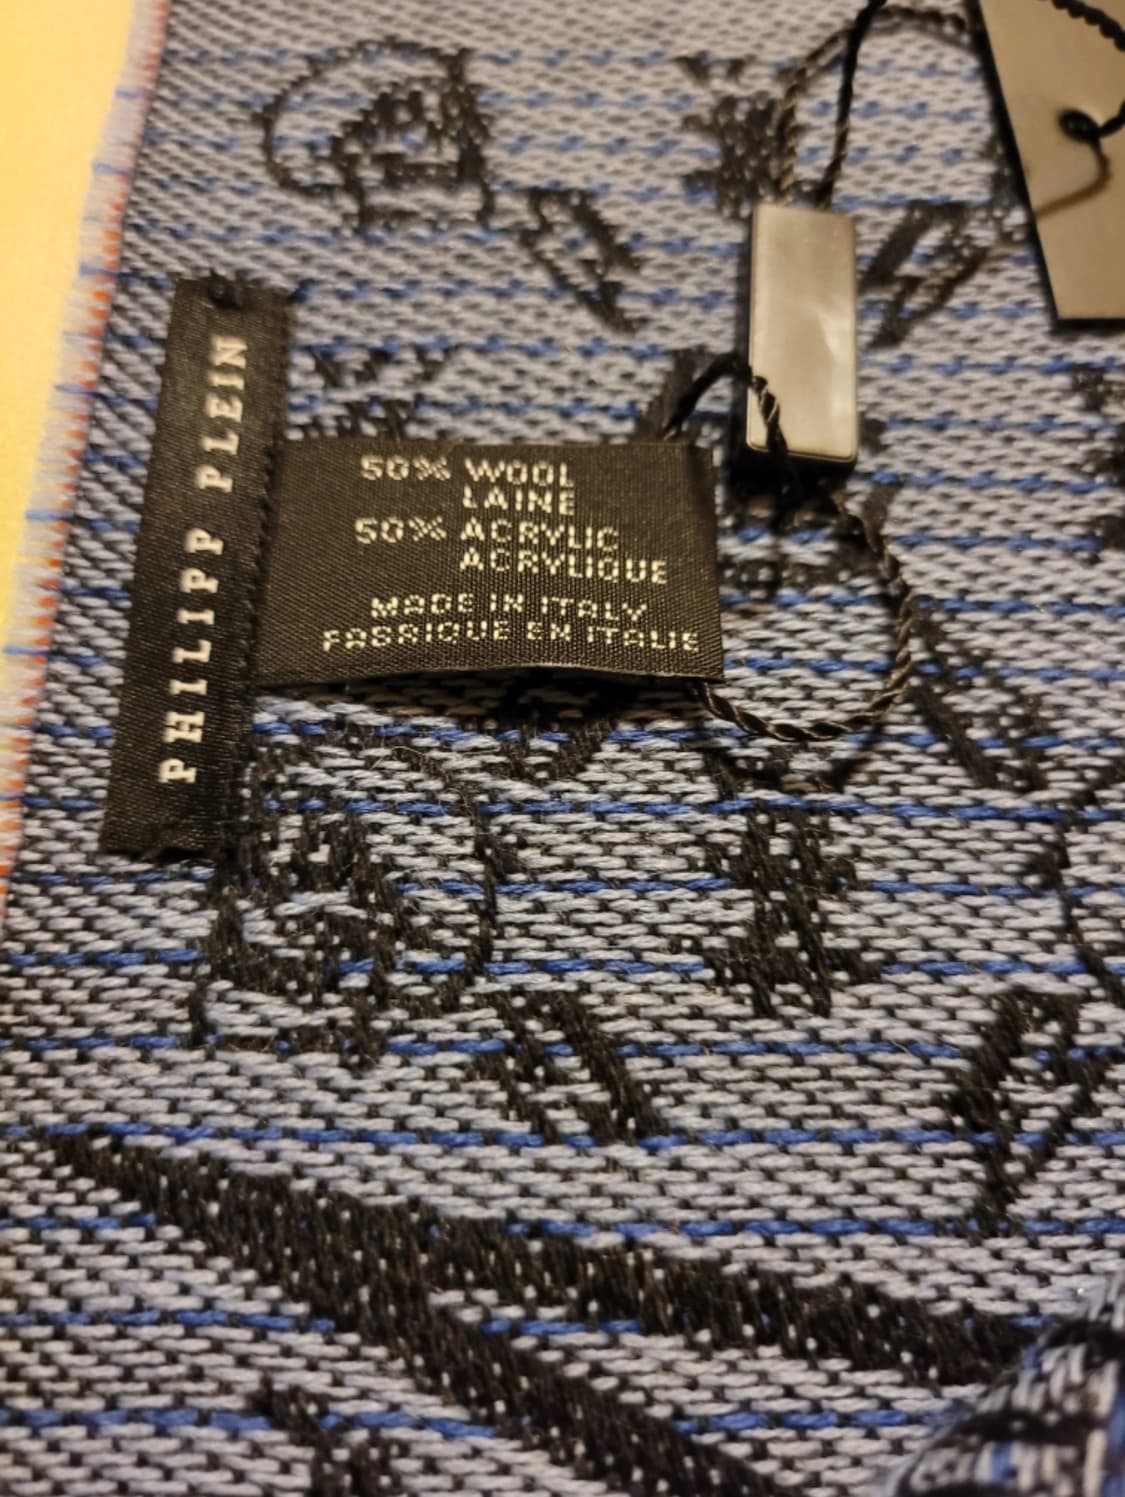 PHILIPP PLEIN
50% WOOL
LAINE
50% ACRYLIC
ACRYLIQUE
MADE IN ITALY
FABRIQUE EN ITALIE